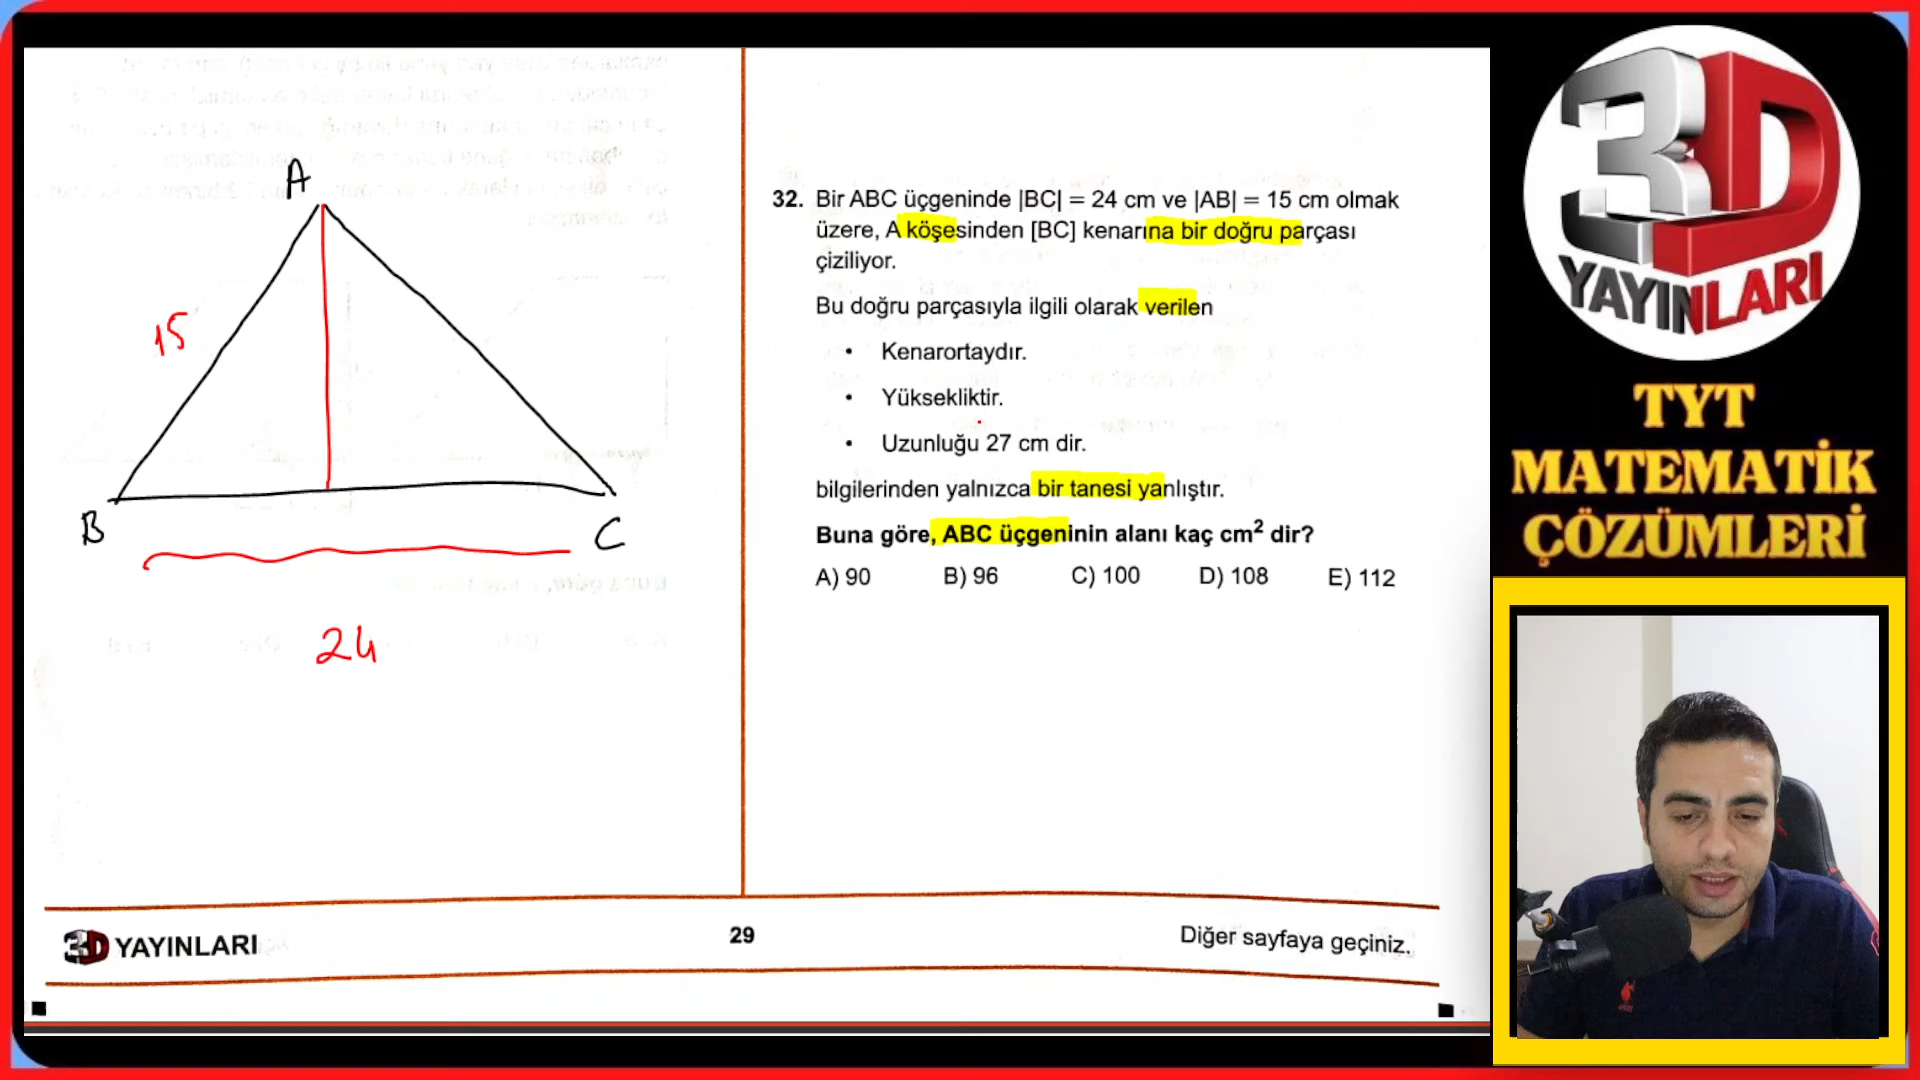 A
15
B
C
24
32. Bir ABC üçgeninde |BC| = 24 cm ve |AB| = 15 cm olmak
üzere, A köşesinden [BC] kenarına bir doğru parçası
çiziliyor.
Bu doğru parçasıyla ilgili olarak verilen
• Kenarortaydır.
• Yüksekliktir.
• Uzunluğu 27 cm dir.
bilgilerinden yalnızca bir tanesi yanlıştır.
Buna göre, ABC üçgeninin alanı kaç cm² dir?
A) 90 B) 96 C) 100 D) 108 E) 112
3D YAYINLARI
29
Diğer sayfaya geçiniz.
3D
YAYINLARI
TYT
MATEMATİK
ÇÖZÜMLERİ